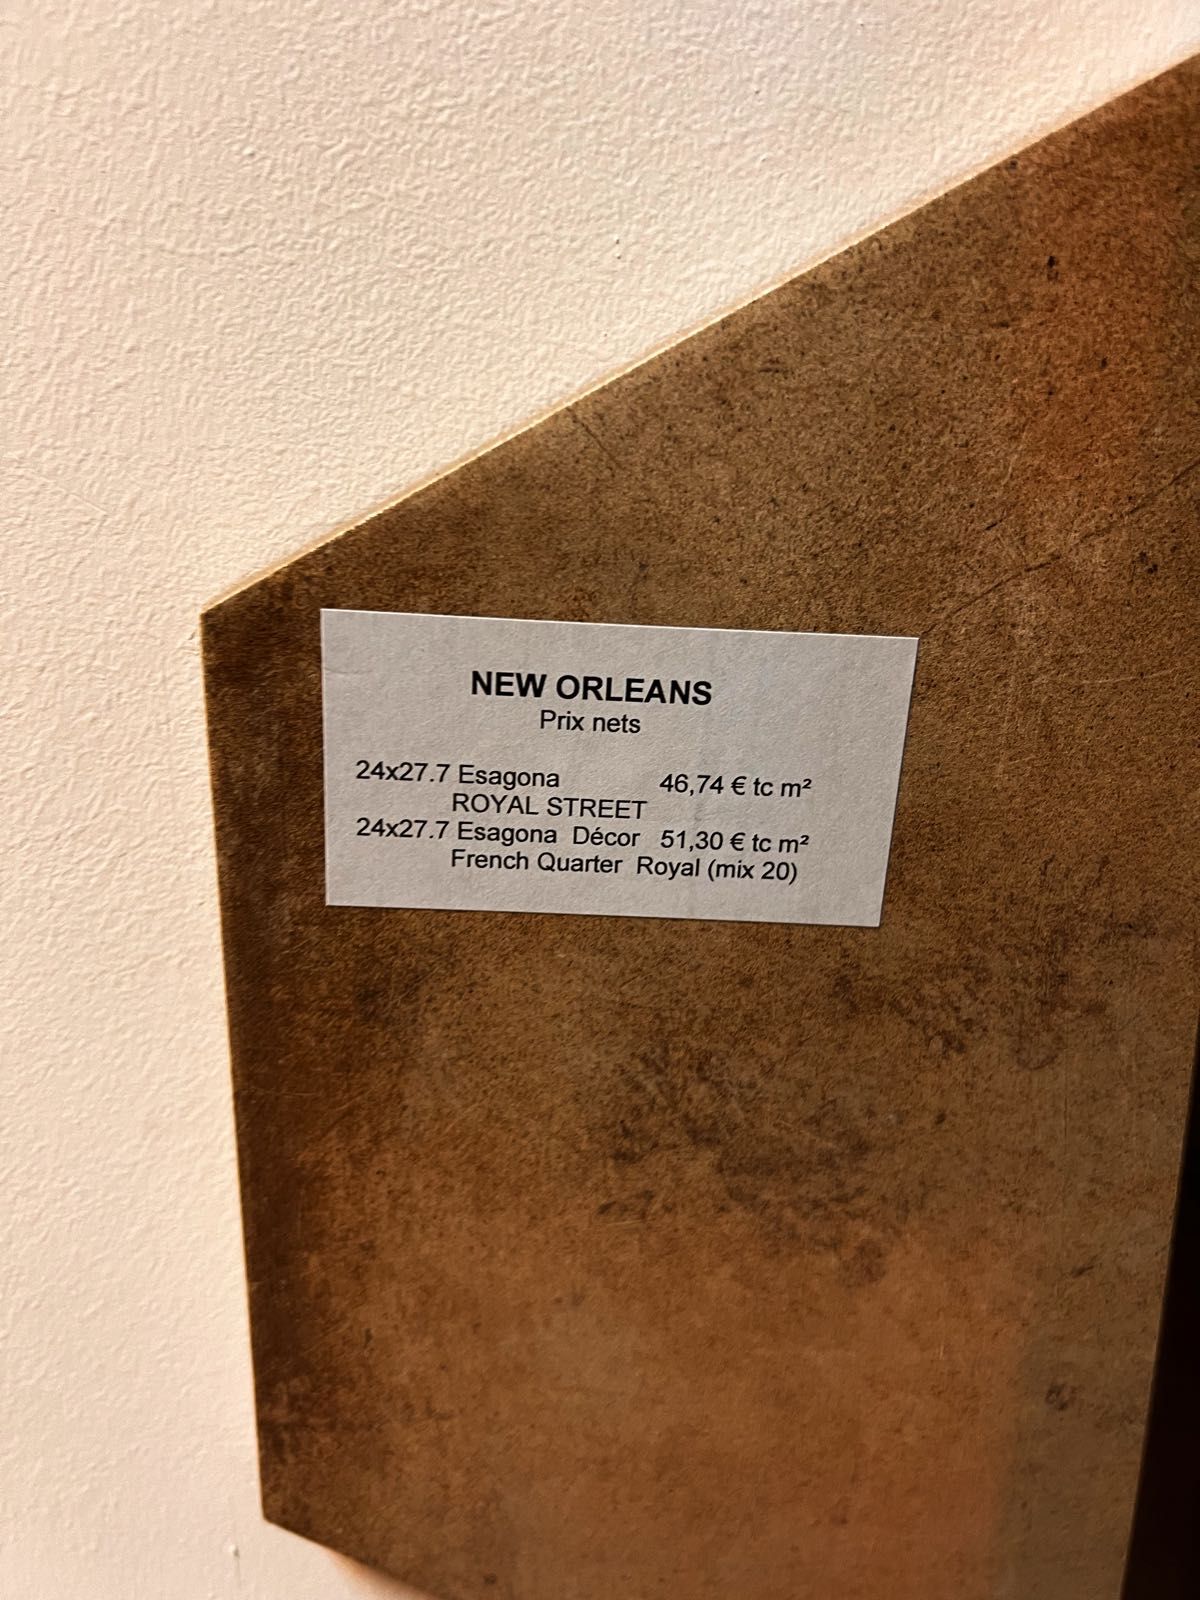 NEW ORLEANS
Prix nets
24x27.7 Esagona 46,74 € tc m²
ROYAL STREET
24x27.7 Esagona Décor 51,30 € tc m²
French Quarter Royal (mix 20)